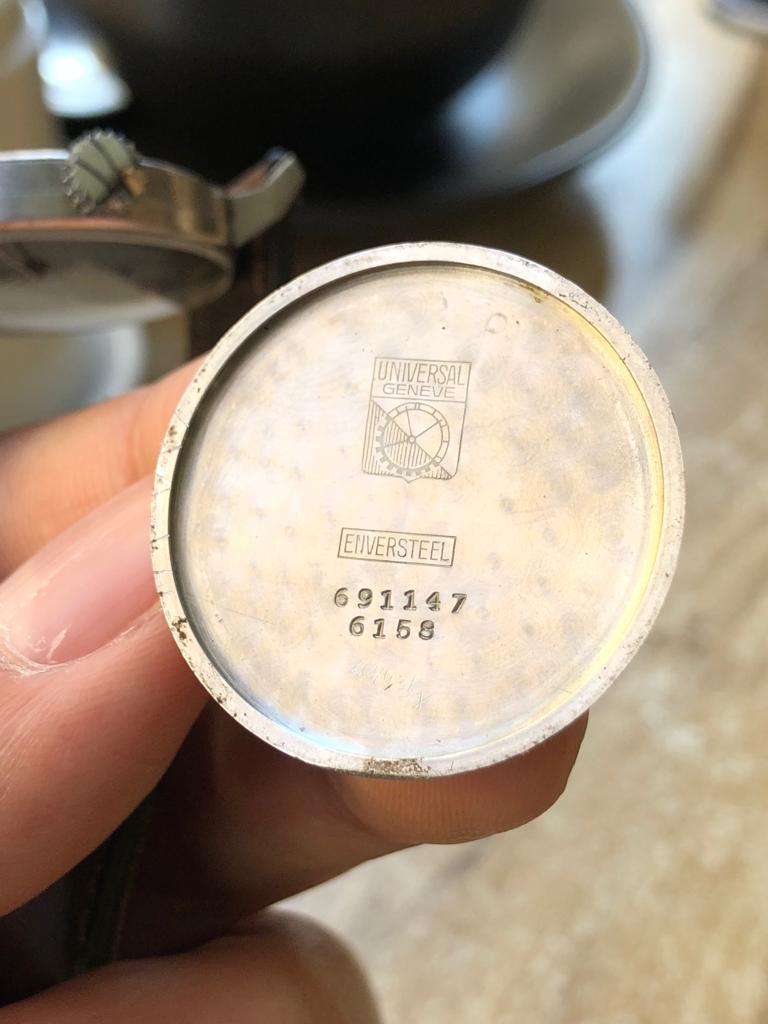 UNIVERSAL
GENEVE
ENVERSTEEL
691147
6158